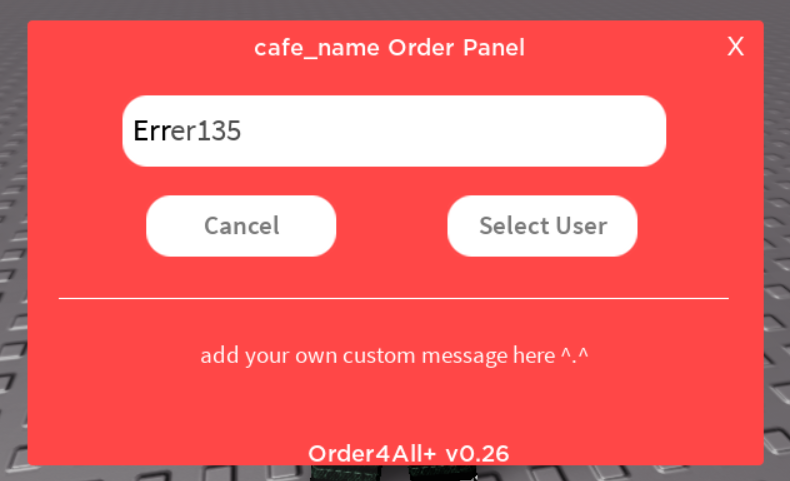 cafe_name Order Panel
X
Errer135
Cancel
Select User
add your own custom message here ^.^
Order4All+ v0.26